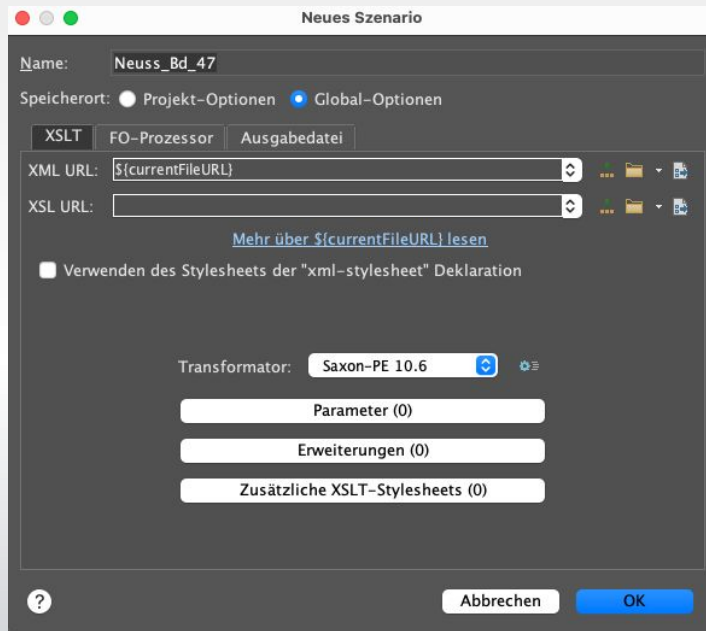 Neues Szenario
Name: Neuss_Bd_47
Speicherort: Projekt-Optionen Global-Optionen
XSLT FO-Prozessor Ausgabedatei
XML URL: ${currentFileURL}
XSL URL:
Mehr über ${currentFileURL} lesen
Verwenden des Stylesheets der "xml-stylesheet" Deklaration
Transformator: Saxon-PE 10.6
Parameter (0)
Erweiterungen (0)
Zusätzliche XSLT-Stylesheets (0)
? Abbrechen OK